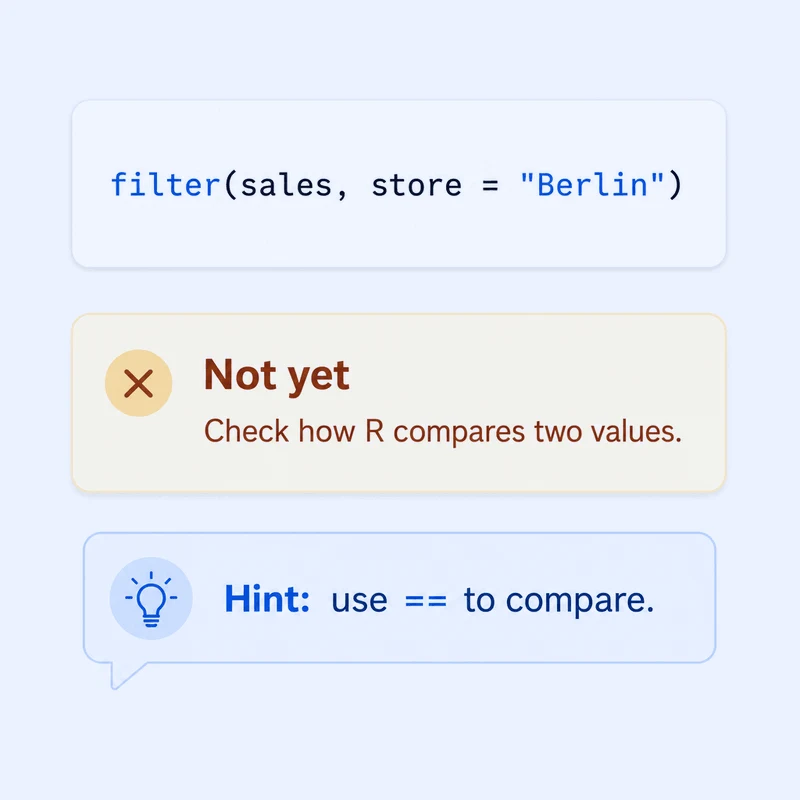 filter(sales, store = "Berlin")
Not yet
Check how R compares two values.
Hint: use == to compare.